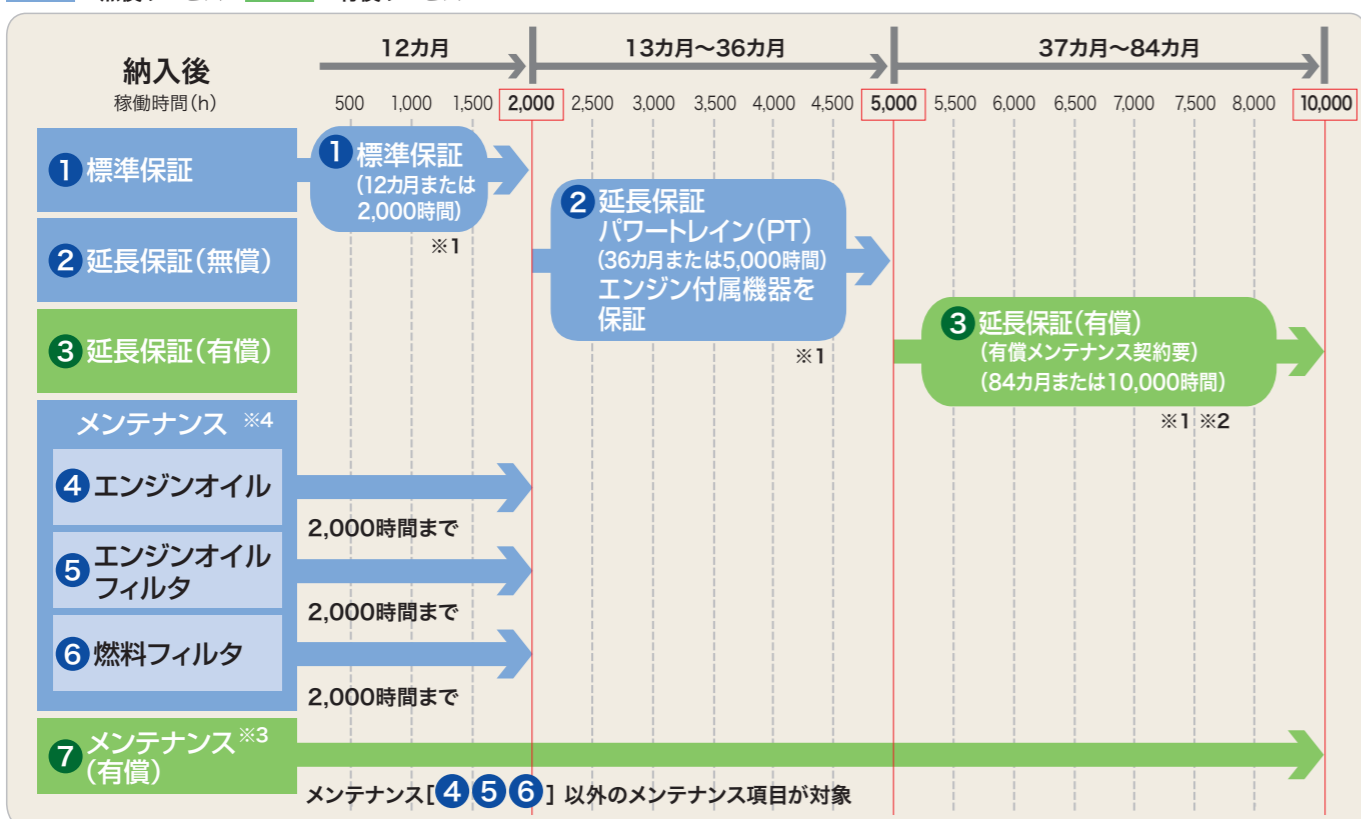 12カ月 13カ月～36カ月 37カ月～84カ月
納入後
稼働時間(h) 500 1,000 1,500 2,000 2,500 3,000 3,500 4,000 4,500 5,000 5,500 6,000 6,500 7,000 7,500 8,000 10,000
1 標準保証
1 標準保証
(12カ月または
2,000時間)
※1
2 延長保証(無償)
2 延長保証
パワートレイン(PT)
(36カ月または5,000時間)
エンジン付属機器を
保証
※1
3 延長保証(有償)
3 延長保証(有償)
(有償メンテナンス契約要)
(84カ月または10,000時間)
※1 ※2
メンテナンス ※4
4 エンジンオイル
2,000時間まで
5 エンジンオイル
フィルタ
2,000時間まで
6 燃料フィルタ
2,000時間まで
7 メンテナンス※3
(有償)
メンテナンス[4 5 6] 以外のメンテナンス項目が対象